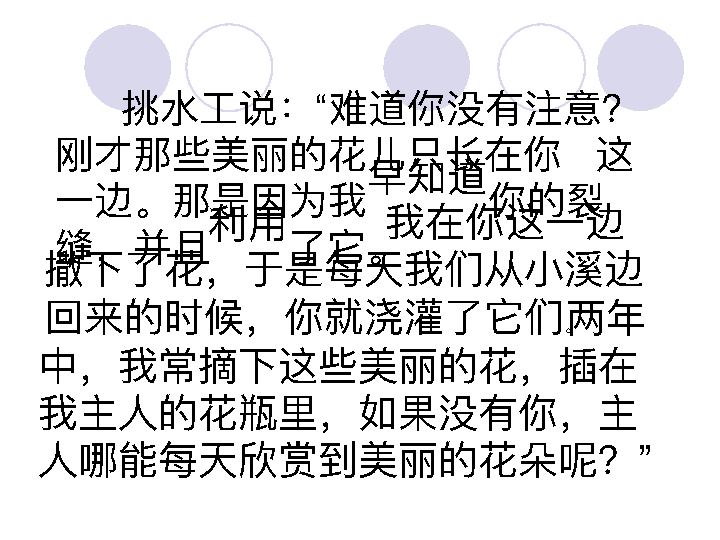 挑水工说：“难道你没有注意？
刚才那些美丽的花儿只长在你 这
一边。那是因为我早知道你的裂
缝，并且利用了它。我在你这一边
撒下了花，于是每天我们从小溪边
回来的时候，你就浇灌了它们。两年
中，我常摘下这些美丽的花，插在
我主人的花瓶里，如果没有你，主
人哪能每天欣赏到美丽的花朵呢？”